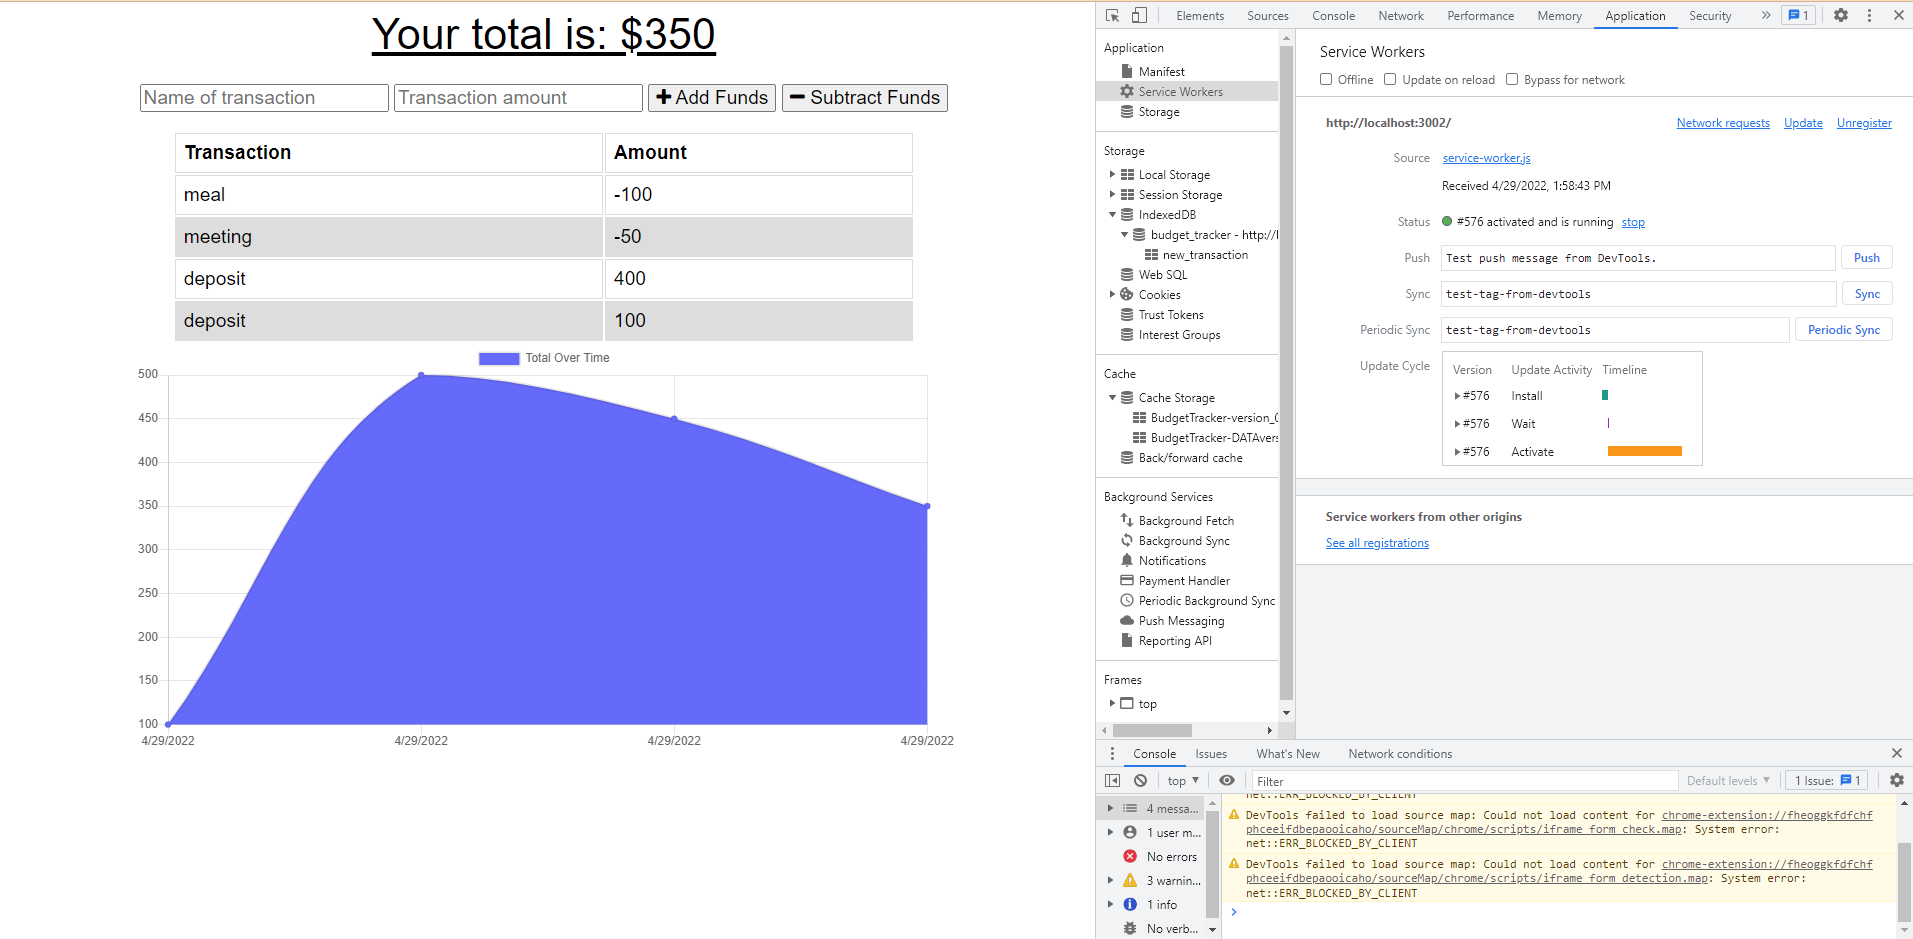 Your total is: $350
Name of transaction Transaction amount Add Funds Subtract Funds
Transaction Amount
meal -100
meeting -50
deposit 400
deposit 100
Total Over Time
500
450
400
350
300
250
200
150
100
4/29/2022 4/29/2022 4/29/2022 4/29/2022
Elements Sources Console Network Performance Memory Application Security » 1
Application
Manifest
Service Workers
Storage
Storage
Local Storage
Session Storage
IndexedDB
budget_tracker - http://l
new_transaction
Web SQL
Cookies
Trust Tokens
Interest Groups
Cache
Cache Storage
BudgetTracker-version_0
BudgetTracker-DATAvers
Back/forward cache
Background Services
Background Fetch
Background Sync
Notifications
Payment Handler
Periodic Background Sync
Push Messaging
Reporting API
Frames
top
Service Workers
Offline Update on reload Bypass for network
http://localhost:3002/ Network requests Update Unregister
Source service-worker.js
Received 4/29/2022, 1:58:43 PM
Status #576 activated and is running stop
Push Test push message from DevTools. Push
Sync test-tag-from-devtools Sync
Periodic Sync test-tag-from-devtools Periodic Sync
Update Cycle Version Update Activity Timeline
#576 Install
#576 Wait
#576 Activate
Service workers from other origins
See all registrations
Console Issues What's New Network conditions
top Filter Default levels 1 Issue: 1
4 messa...
1 user m...
No errors
3 warnin...
1 info
No verb...
net::ERR_BLOCKED_BY_CLIENT
DevTools failed to load source map: Could not load content for chrome-extension://fheoggkfdfchf
phceeifdbepaooicaho/sourceMap/chrome/scripts/iframe_form_check.map: System error:
net::ERR_BLOCKED_BY_CLIENT
DevTools failed to load source map: Could not load content for chrome-extension://fheoggkfdfchf
phceeifdbepaooicaho/sourceMap/chrome/scripts/iframe_form_detection.map: System error:
net::ERR_BLOCKED_BY_CLIENT